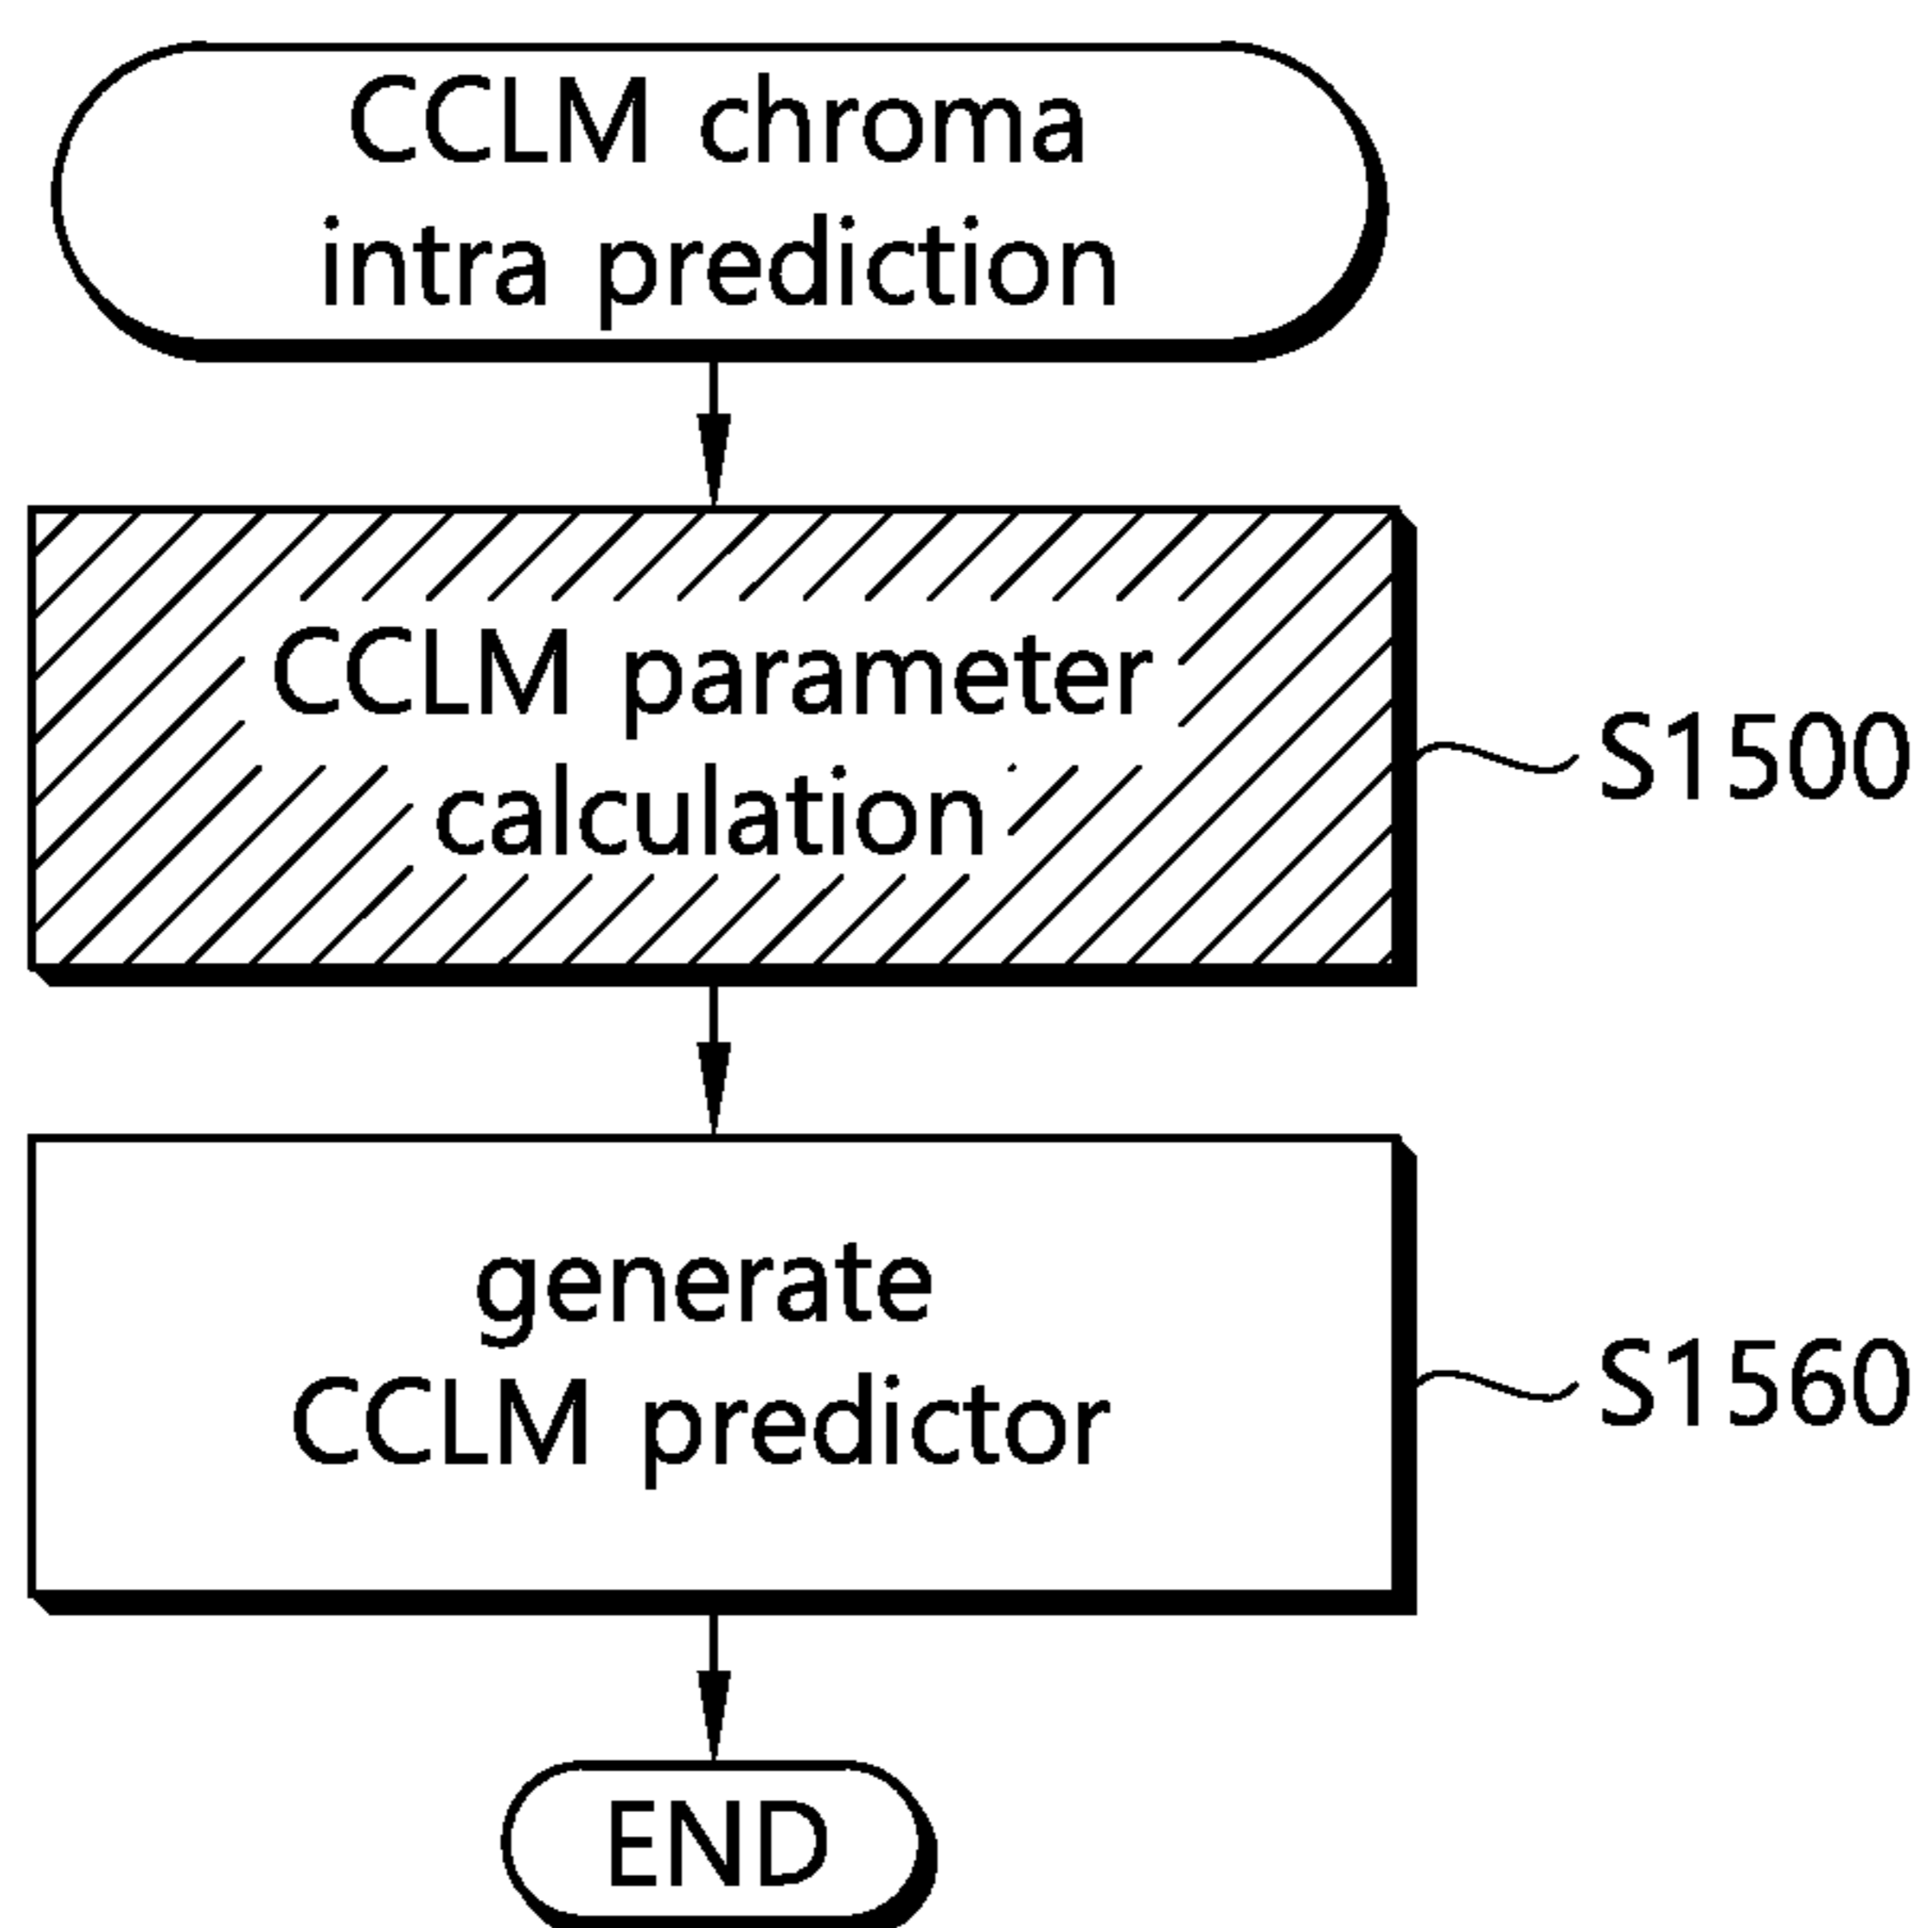 CCLM chroma
intra prediction
CCLM parameter
calculation
S1500
generate
CCLM predictor
S1560
END